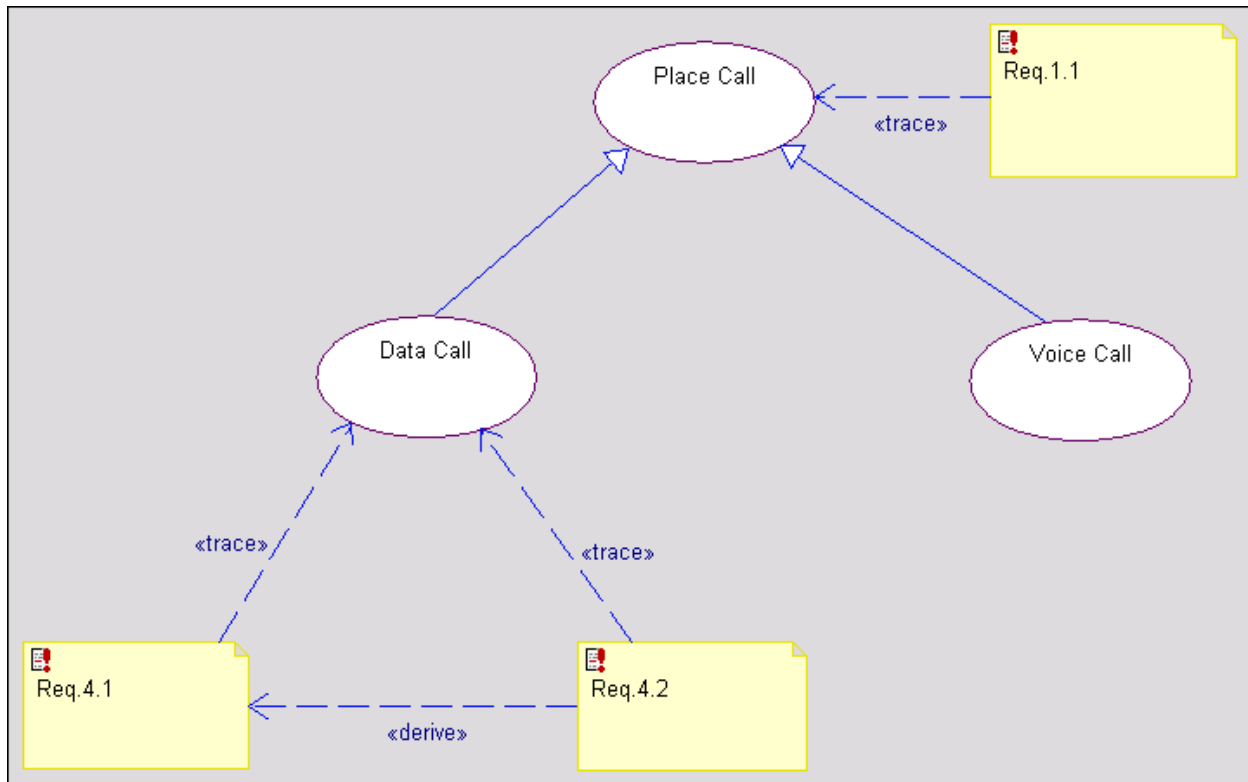 Place Call
Req.1.1
«trace»
Data Call
Voice Call
«trace»
«trace»
Req.4.1
Req.4.2
«derive»